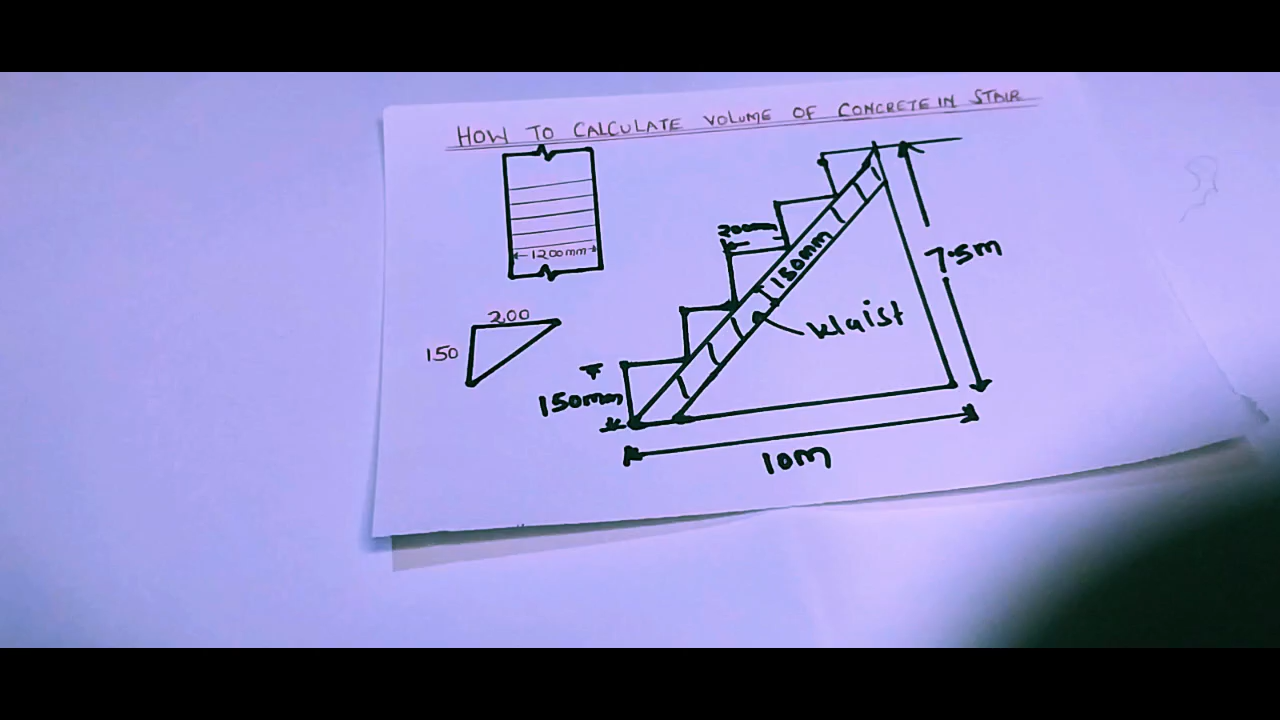 HOW TO CALCULATE VOLUME OF CONCRETE IN STAIR
1200mm
200
150
200mm
150mm
7.5m
Waist
150mm
10m